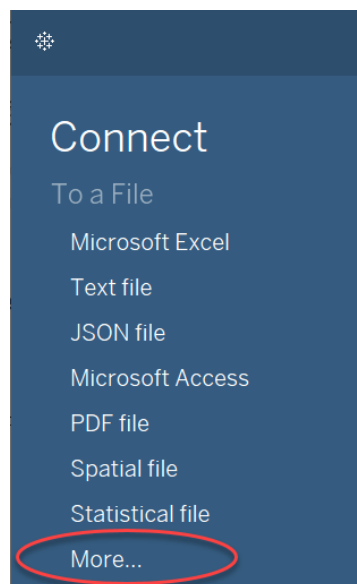 Connect
To a File
Microsoft Excel
Text file
JSON file
Microsoft Access
PDF file
Spatial file
Statistical file
More...